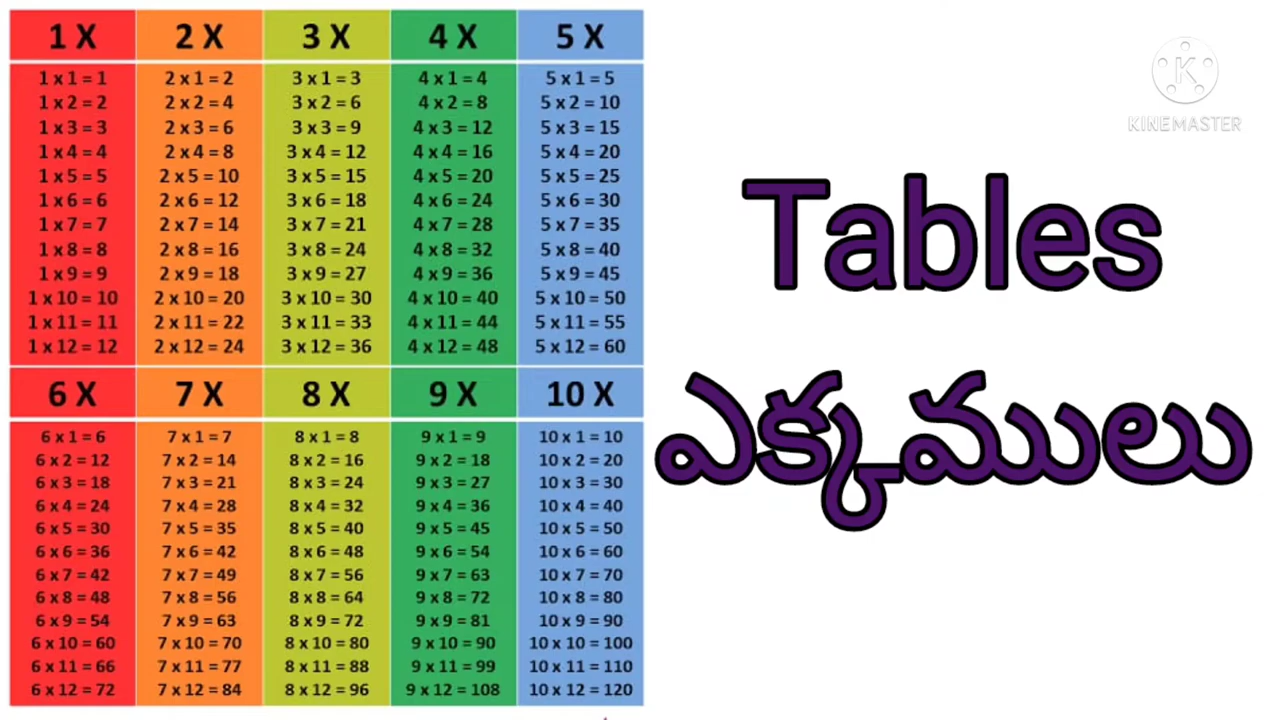 1 X 2 X 3 X 4 X 5 X
1 x 1 = 1 2 x 1 = 2 3 x 1 = 3 4 x 1 = 4 5 x 1 = 5
1 x 2 = 2 2 x 2 = 4 3 x 2 = 6 4 x 2 = 8 5 x 2 = 10
1 x 3 = 3 2 x 3 = 6 3 x 3 = 9 4 x 3 = 12 5 x 3 = 15
1 x 4 = 4 2 x 4 = 8 3 x 4 = 12 4 x 4 = 16 5 x 4 = 20
1 x 5 = 5 2 x 5 = 10 3 x 5 = 15 4 x 5 = 20 5 x 5 = 25
1 x 6 = 6 2 x 6 = 12 3 x 6 = 18 4 x 6 = 24 5 x 6 = 30
1 x 7 = 7 2 x 7 = 14 3 x 7 = 21 4 x 7 = 28 5 x 7 = 35
1 x 8 = 8 2 x 8 = 16 3 x 8 = 24 4 x 8 = 32 5 x 8 = 40
1 x 9 = 9 2 x 9 = 18 3 x 9 = 27 4 x 9 = 36 5 x 9 = 45
1 x 10 = 10 2 x 10 = 20 3 x 10 = 30 4 x 10 = 40 5 x 10 = 50
1 x 11 = 11 2 x 11 = 22 3 x 11 = 33 4 x 11 = 44 5 x 11 = 55
1 x 12 = 12 2 x 12 = 24 3 x 12 = 36 4 x 12 = 48 5 x 12 = 60
6 X 7 X 8 X 9 X 10 X
6 x 1 = 6 7 x 1 = 7 8 x 1 = 8 9 x 1 = 9 10 x 1 = 10
6 x 2 = 12 7 x 2 = 14 8 x 2 = 16 9 x 2 = 18 10 x 2 = 20
6 x 3 = 18 7 x 3 = 21 8 x 3 = 24 9 x 3 = 27 10 x 3 = 30
6 x 4 = 24 7 x 4 = 28 8 x 4 = 32 9 x 4 = 36 10 x 4 = 40
6 x 5 = 30 7 x 5 = 35 8 x 5 = 40 9 x 5 = 45 10 x 5 = 50
6 x 6 = 36 7 x 6 = 42 8 x 6 = 48 9 x 6 = 54 10 x 6 = 60
6 x 7 = 42 7 x 7 = 49 8 x 7 = 56 9 x 7 = 63 10 x 7 = 70
6 x 8 = 48 7 x 8 = 56 8 x 8 = 64 9 x 8 = 72 10 x 8 = 80
6 x 9 = 54 7 x 9 = 63 8 x 9 = 72 9 x 9 = 81 10 x 9 = 90
6 x 10 = 60 7 x 10 = 70 8 x 10 = 80 9 x 10 = 90 10 x 10 = 100
6 x 11 = 66 7 x 11 = 77 8 x 11 = 88 9 x 11 = 99 10 x 11 = 110
6 x 12 = 72 7 x 12 = 84 8 x 12 = 96 9 x 12 = 108 10 x 12 = 120
K
KINEMASTER
Tables
ఎక్కములు